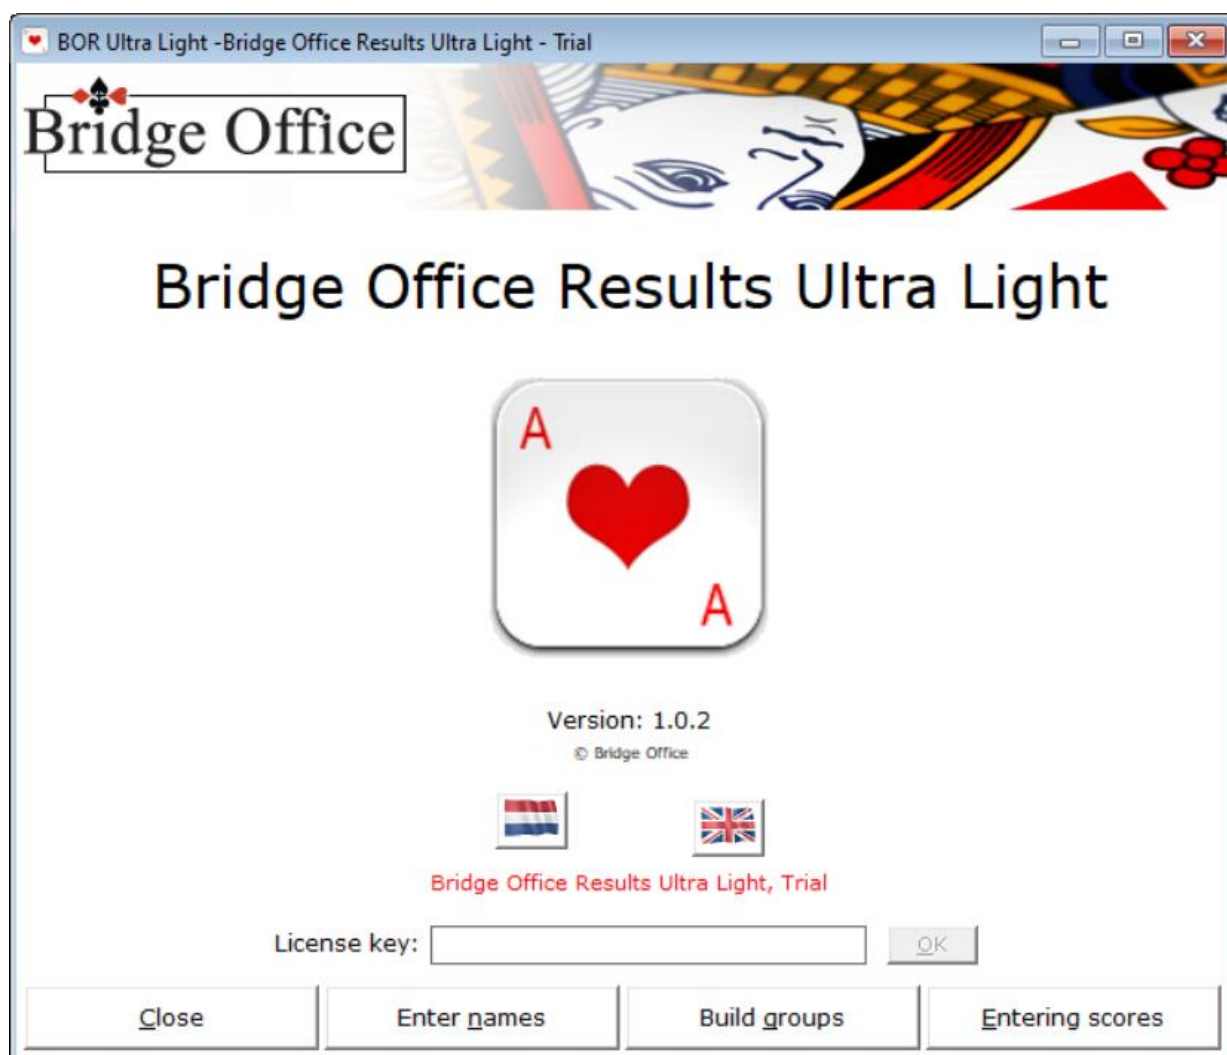 BOR Ultra Light -Bridge Office Results Ultra Light - Trial
Bridge Office
Bridge Office Results Ultra Light
A
A
Version: 1.0.2
© Bridge Office
Bridge Office Results Ultra Light, Trial
License key:
OK
Close
Enter names
Build groups
Entering scores